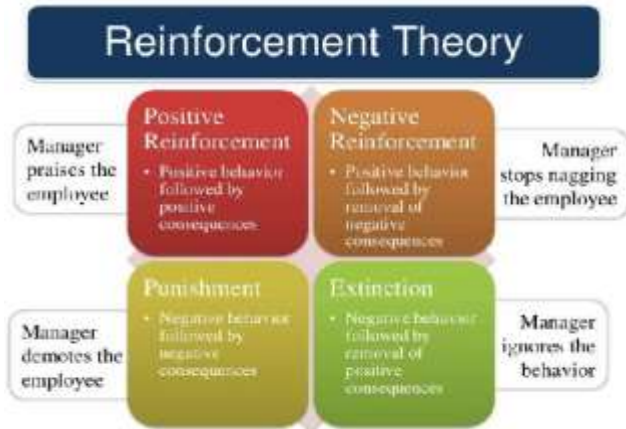 Reinforcement Theory
Manager
praises the
employee
Positive
Reinforcement
• Positive behavior
followed by
positive
consequences
Negative
Reinforcement
• Positive behavior
followed by
removal of
negative
consequences
Manager
stops nagging
the employee
Manager
demotes the
employee
Punishment
• Negative behavior
followed by
negative
consequences
Extinction
• Negative behavior
followed by
removal of
positive
consequences
Manager
ignores the
behavior